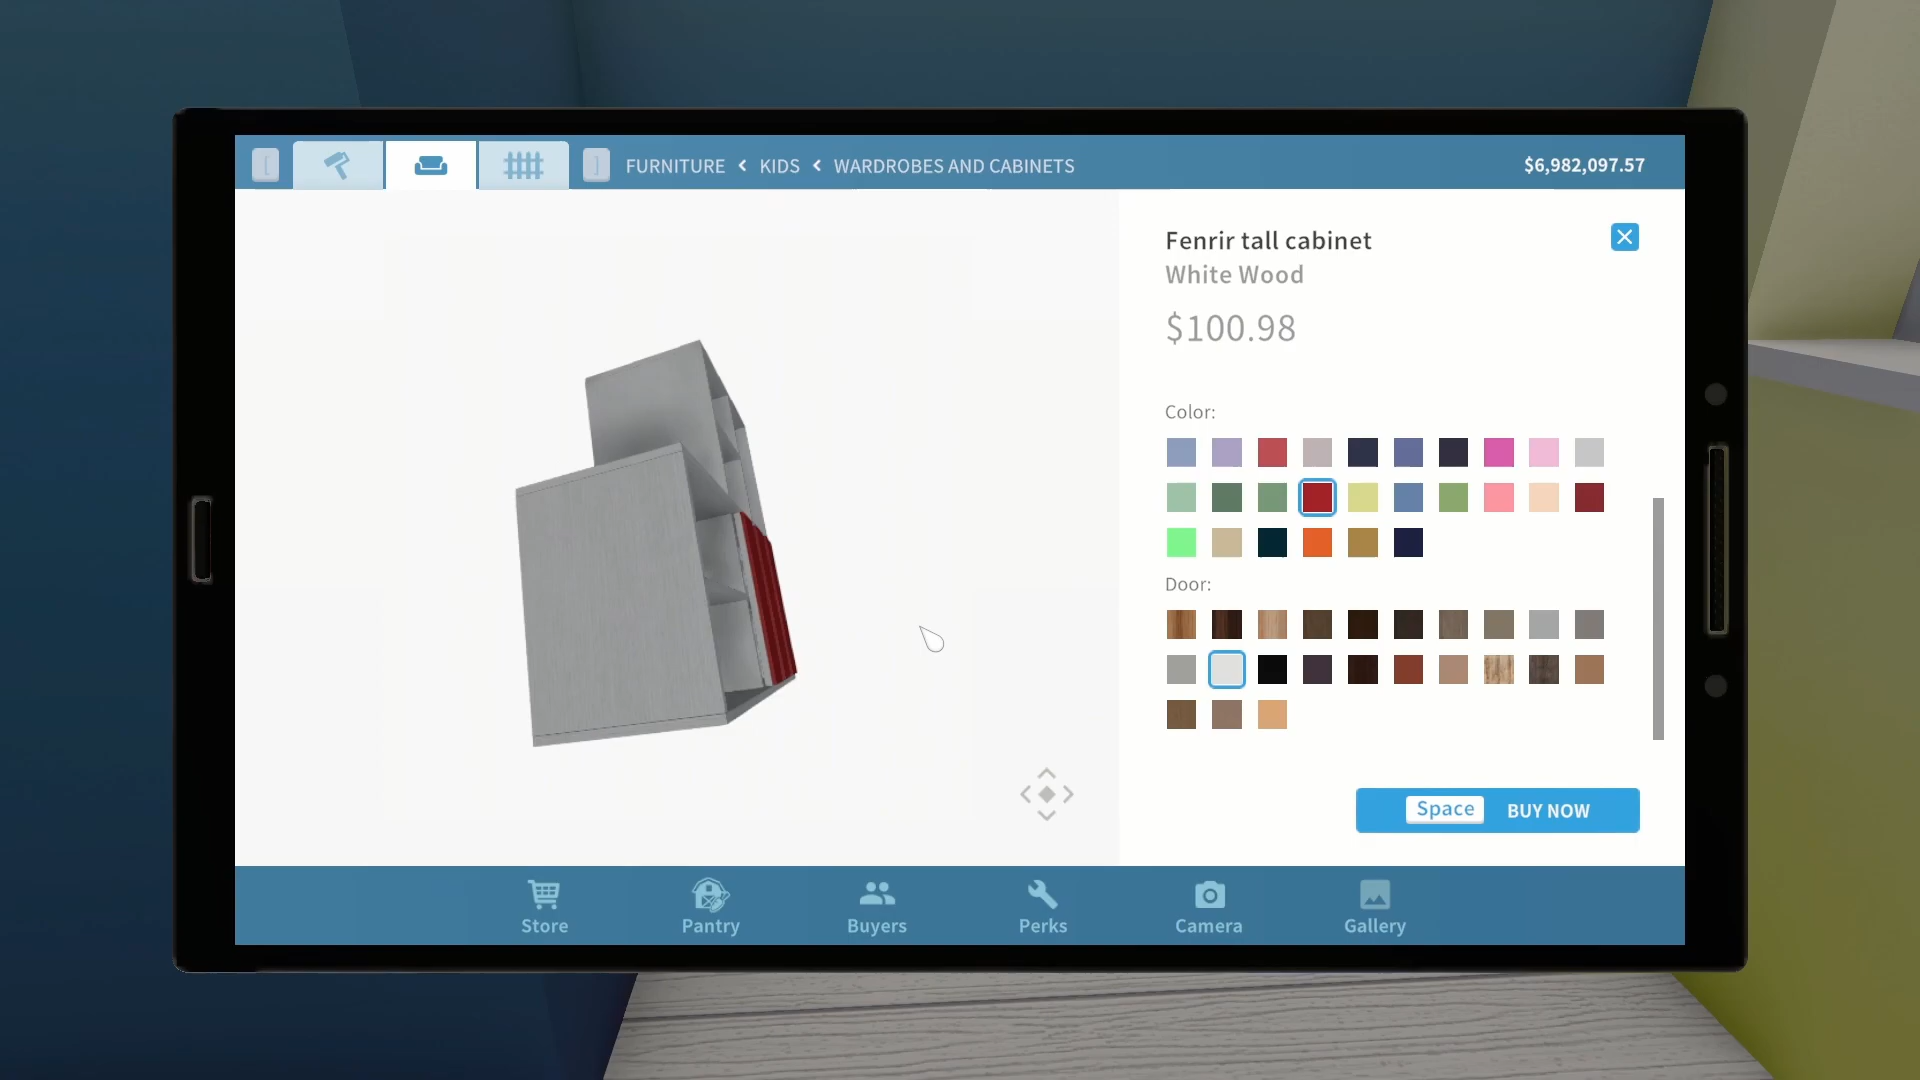 [
]
FURNITURE < KIDS < WARDROBES AND CABINETS
$6,982,097.57
Fenrir tall cabinet
White Wood
$100.98
Color:
Door:
Space BUY NOW
Store
Pantry
Buyers
Perks
Camera
Gallery